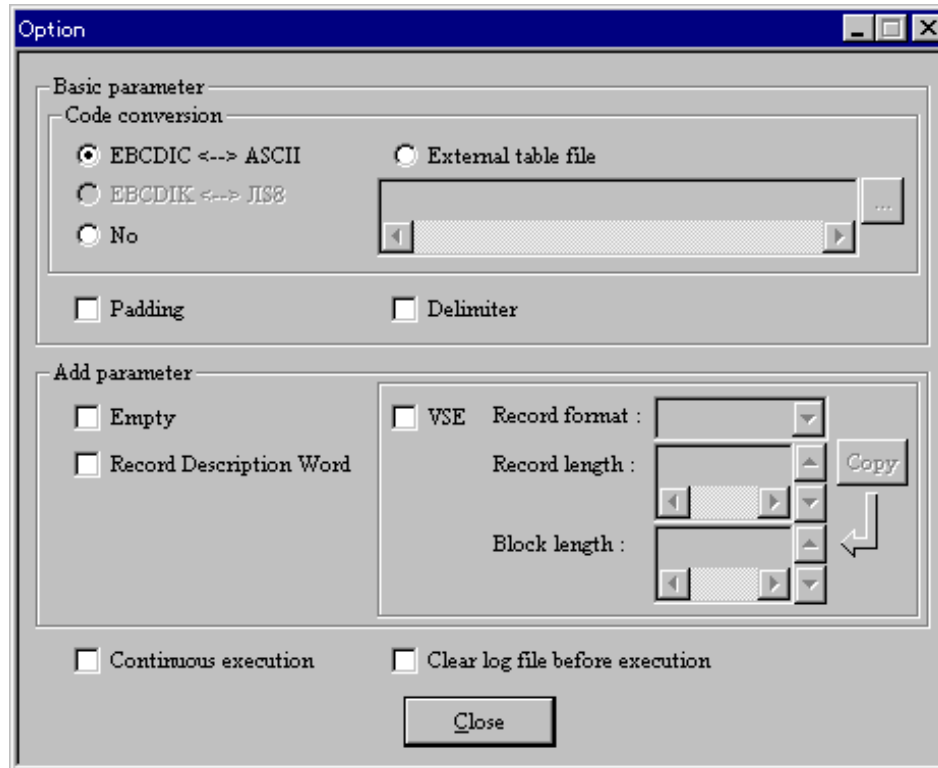 Option
Basic parameter
Code conversion
EBCDIC <--> ASCII
External table file
EBCDIK <--> JIS8
...
No
Padding
Delimiter
Add parameter
Empty
VSE
Record format :
Record Description Word
Record length :
Copy
Block length :
Continuous execution
Clear log file before execution
Close